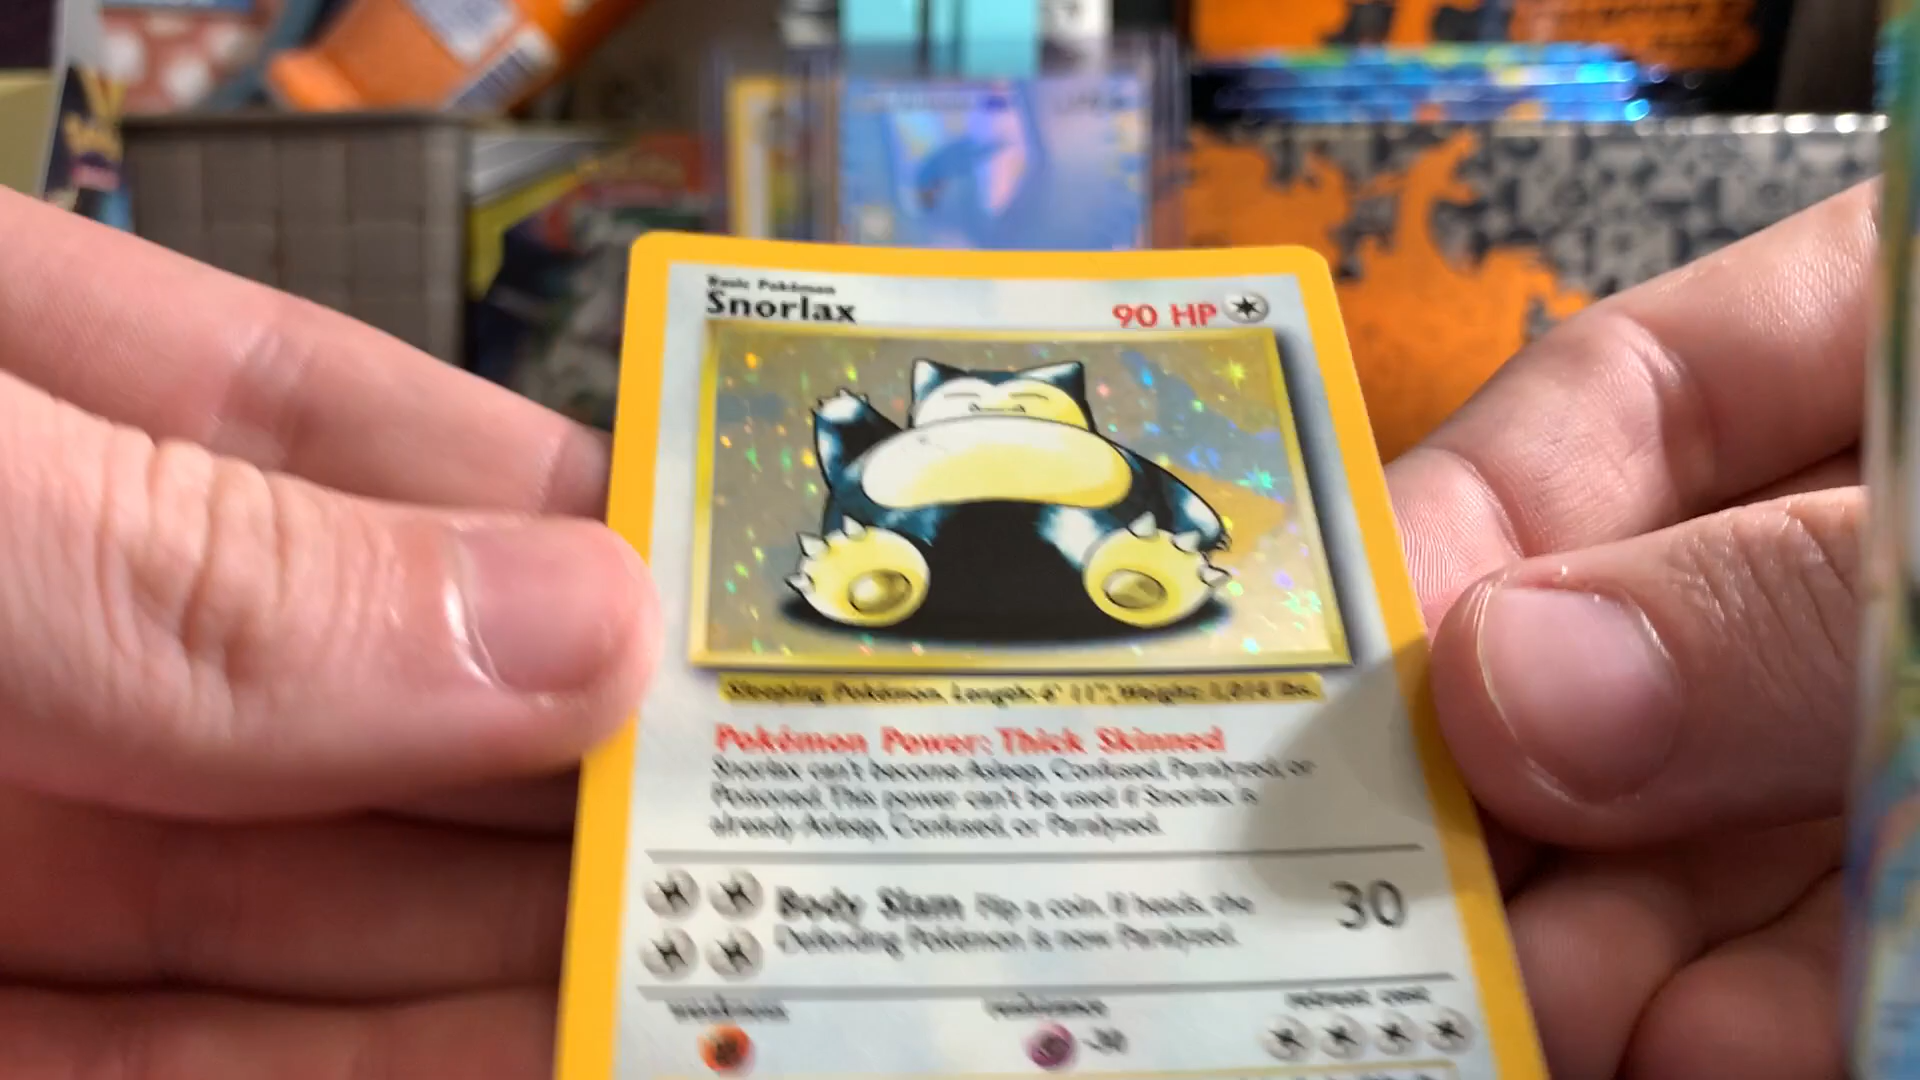 Basic Pokémon
Snorlax
90 HP
Sleeping Pokémon. Length: 6' 11", Weight: 1,014 lbs.
Pokémon Power: Thick Skinned
Snorlax can't become Asleep, Confused, Paralyzed, or
Poisoned. This power can't be used if Snorlax is
already Asleep, Confused, or Paralyzed.
Body Slam Flip a coin. If heads, the
Defending Pokémon is now Paralyzed.
30
weakness
resistance
retreat cost
-30